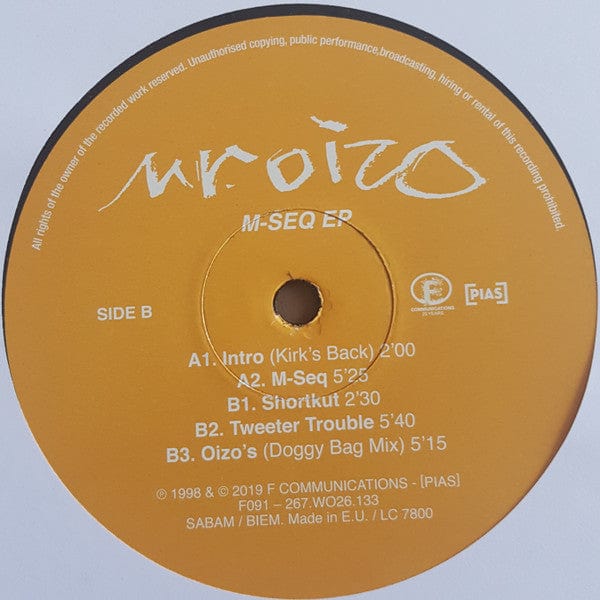 All rights of the owner of the recorded work reserved. Unauthorised copying, public performance,broadcasting, hiring or rental of this recording prohibited.
Mr. oizo
M-SEQ EP
SIDE B
F
COMMUNICATIONS
25 YEARS
[PIAS]
A1. Intro (Kirk's Back) 2'00
A2. M-Seq 5'25
B1. Shortkut 2'30
B2. Tweeter Trouble 5'40
B3. Oizo's (Doggy Bag Mix) 5'15
℗ 1998 & © 2019 F COMMUNICATIONS - [PIAS]
F091 – 267.WO26.133
SABAM / BIEM. Made in E.U. / LC 7800